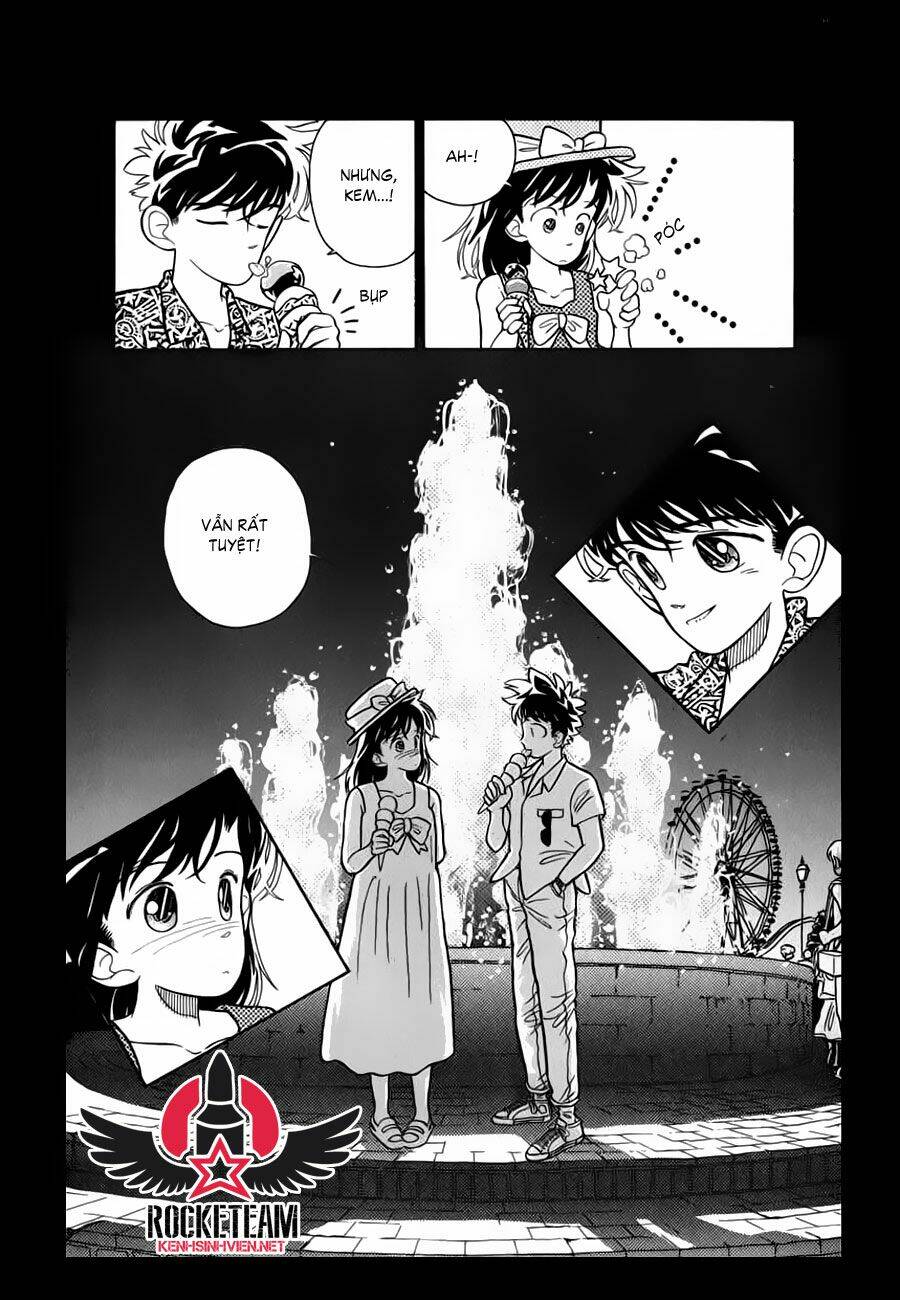 NHƯNG,
KEM...!
BỤP
AH-!
PÓC
VẪN RẤT
TUYỆT!
ROCKETEAM
KENHSINHVIEN.NET